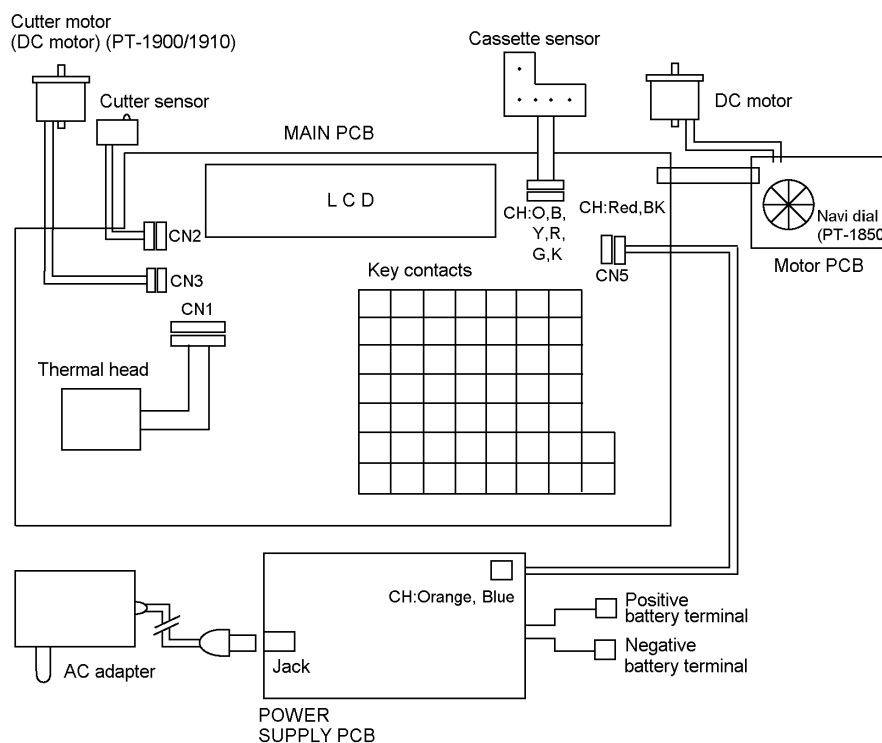 Cutter motor
(DC motor) (PT-1900/1910)
Cassette sensor
Cutter sensor
DC motor
MAIN PCB
LCD
CH:O,B,
Y,R,
G,K
CH:Red,BK
Navi dial
(PT-1850
Motor PCB
CN2
CN3
CN5
Key contacts
CN1
Thermal head
CH:Orange, Blue
Positive
battery terminal
Negative
battery terminal
Jack
AC adapter
POWER
SUPPLY PCB